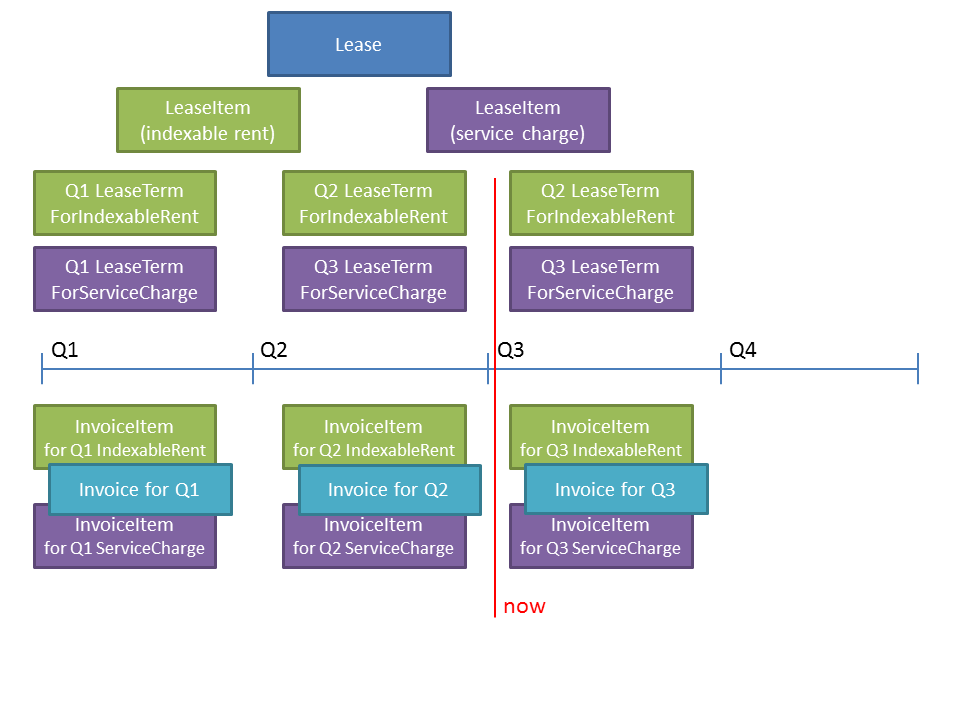 Lease
LeaseItem
(indexable rent)
LeaseItem
(service charge)
Q1 LeaseTerm
ForIndexableRent
Q2 LeaseTerm
ForIndexableRent
Q2 LeaseTerm
ForIndexableRent
Q1 LeaseTerm
ForServiceCharge
Q3 LeaseTerm
ForServiceCharge
Q3 LeaseTerm
ForServiceCharge
Q1
Q2
Q3
Q4
InvoiceItem
for Q1 IndexableRent
InvoiceItem
for Q2 IndexableRent
InvoiceItem
for Q3 IndexableRent
Invoice for Q1
Invoice for Q2
Invoice for Q3
InvoiceItem
for Q1 ServiceCharge
InvoiceItem
for Q2 ServiceCharge
InvoiceItem
for Q3 ServiceCharge
now